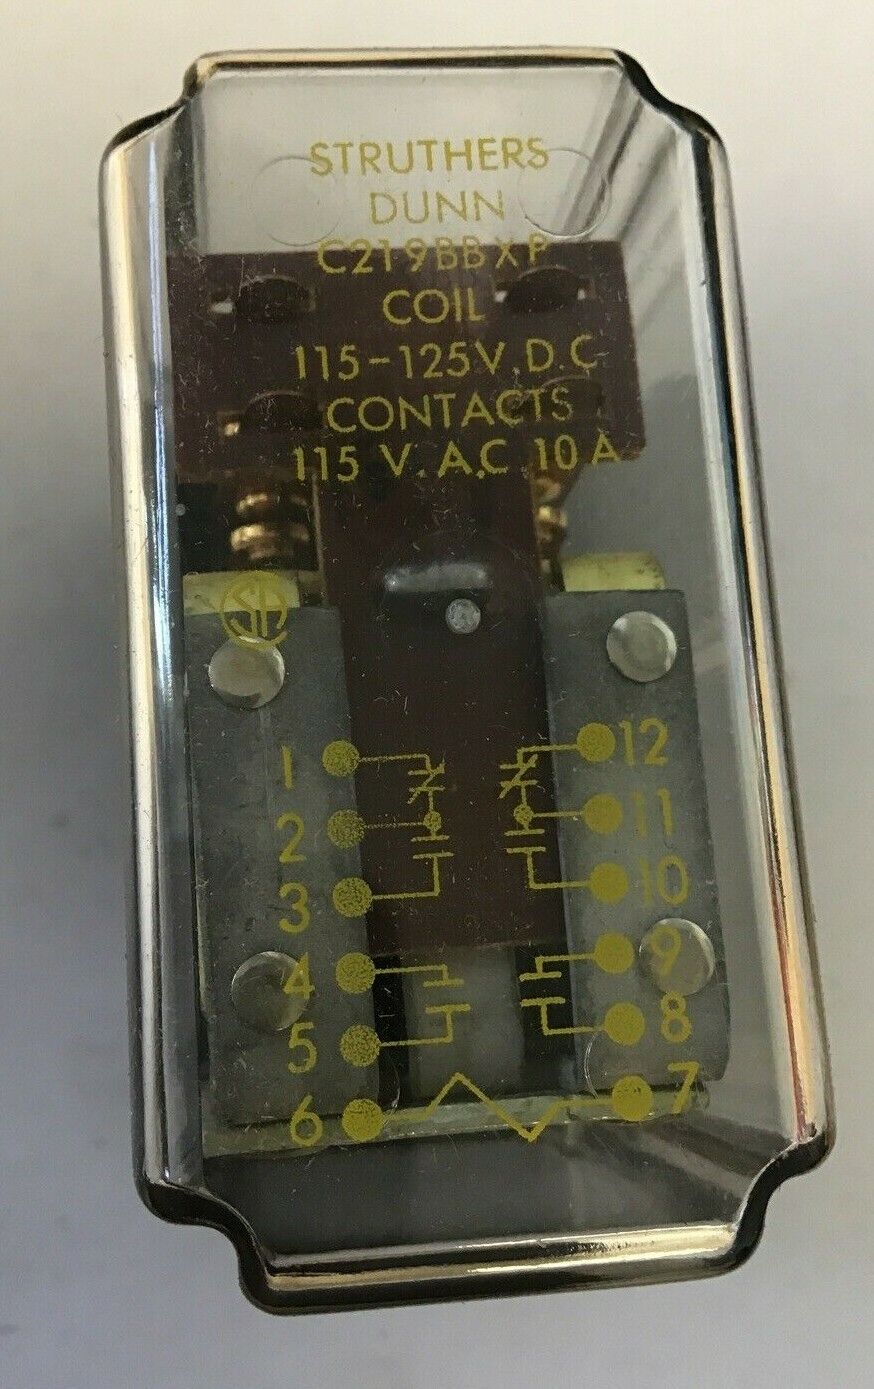 STRUTHERS
DUNN
C219BBXP
COIL
115-125V.D.C
CONTACTS
115 V.A.C 10A
1 12
2 11
3 10
4 9
5 8
6 7